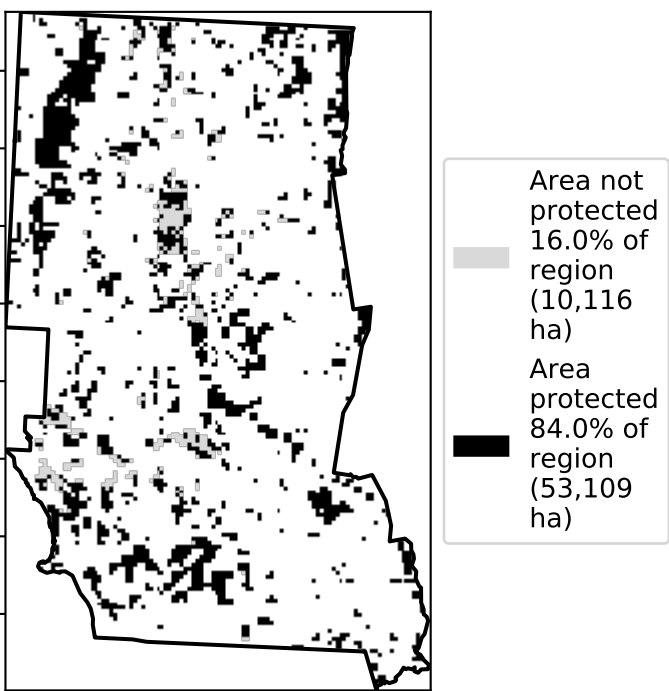 Area not
protected
16.0% of
region
(10,116
ha)
Area
protected
84.0% of
region
(53,109
ha)